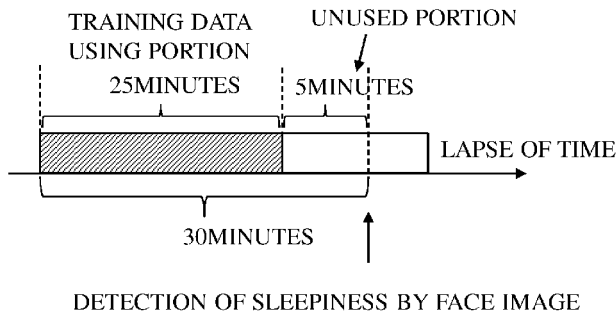 TRAINING DATA
USING PORTION
UNUSED PORTION
25MINUTES
5MINUTES
LAPSE OF TIME
30MINUTES
DETECTION OF SLEEPINESS BY FACE IMAGE